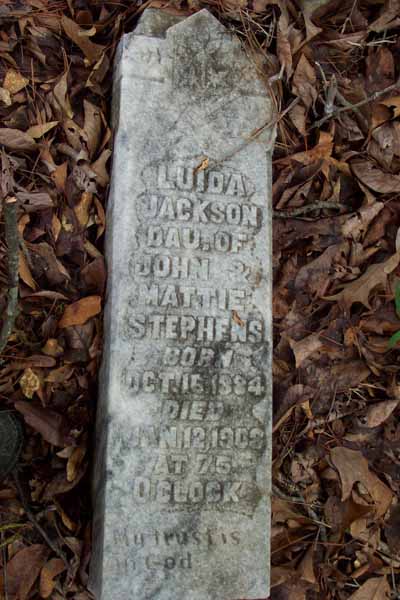 LUIDA
JACKSON
DAU. OF
JOHN &
MATTIE
STEPHENS
BORN
OCT. 16 1884
DIED
JAN. 12, 1909
AT 7.5
O'CLOCK
My trust is
in God.